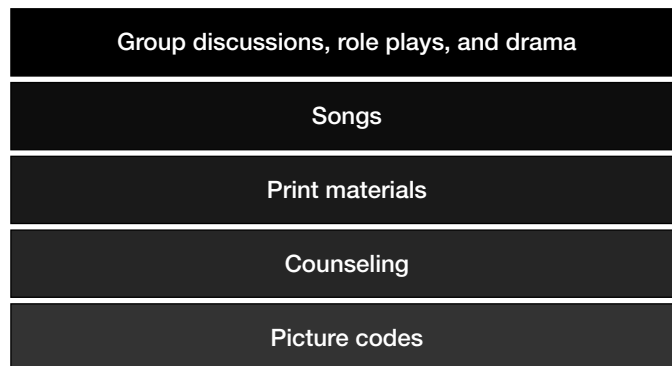 Group discussions, role plays, and drama
Songs
Print materials
Counseling
Picture codes